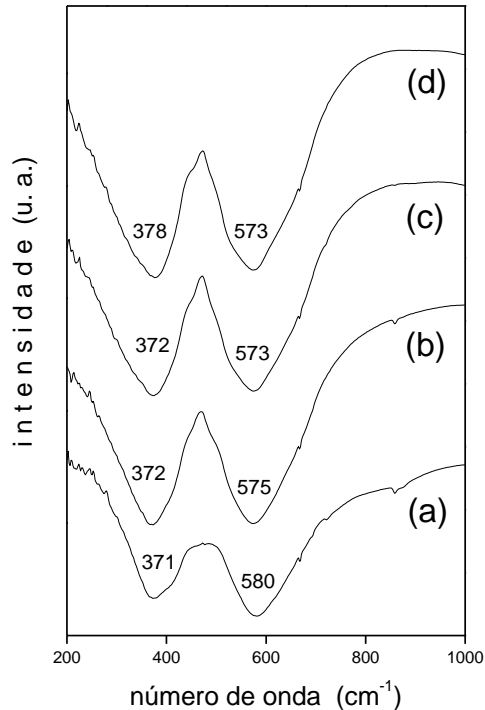 (d)
378
573
(c)
372
573
(b)
372
575
(a)
371
580
intensidade (u. a.)
200
400
600
800
1000
número de onda (cm⁻¹)